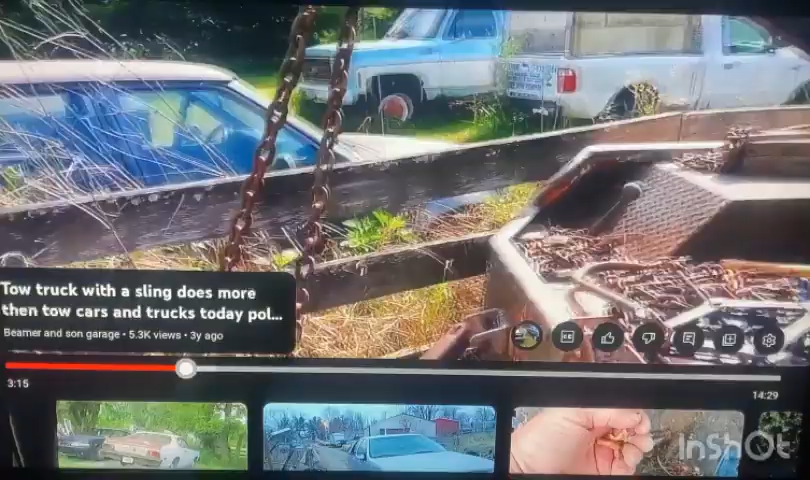 Tow truck with a sling does more
then tow cars and trucks today pol...
Beamer and son garage • 5.3K views • 3y ago
CC
3:15
14:29
InShOt